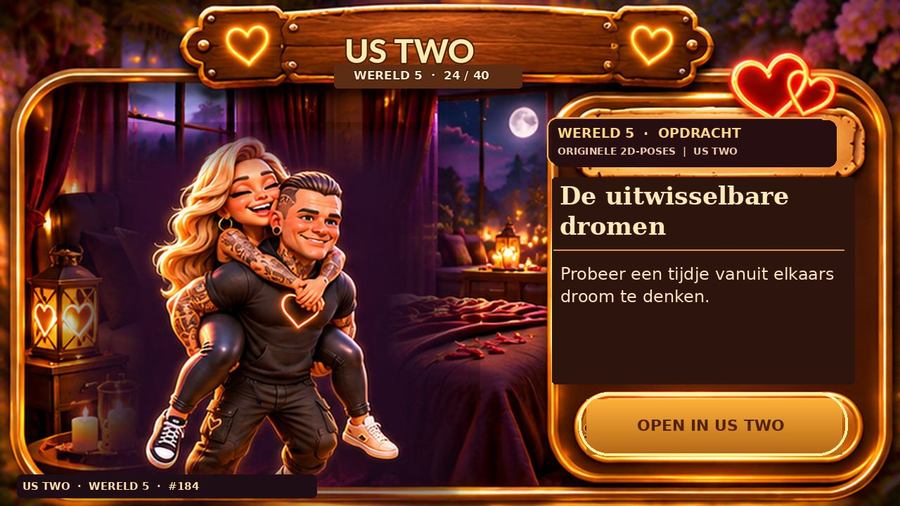 US TWO
WERELD 5 · 24 / 40
WERELD 5 · OPDRACHT
ORIGINELE 2D-POSES | US TWO
De uitwisselbare
dromen
Probeer een tijdje vanuit elkaars
droom te denken.
OPEN IN US TWO
US TWO · WERELD 5 · #184